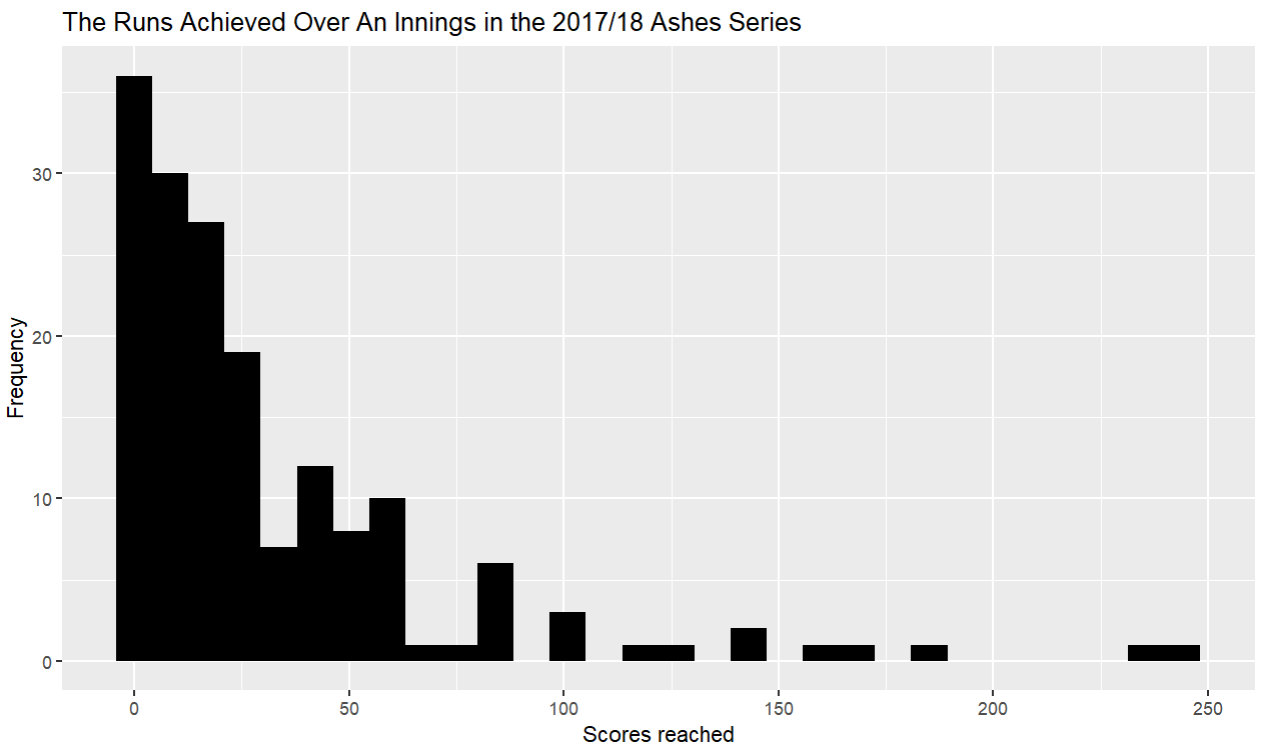 The Runs Achieved Over An Innings in the 2017/18 Ashes Series
30
20
10
0
Frequency
0 50 100 150 200 250
Scores reached